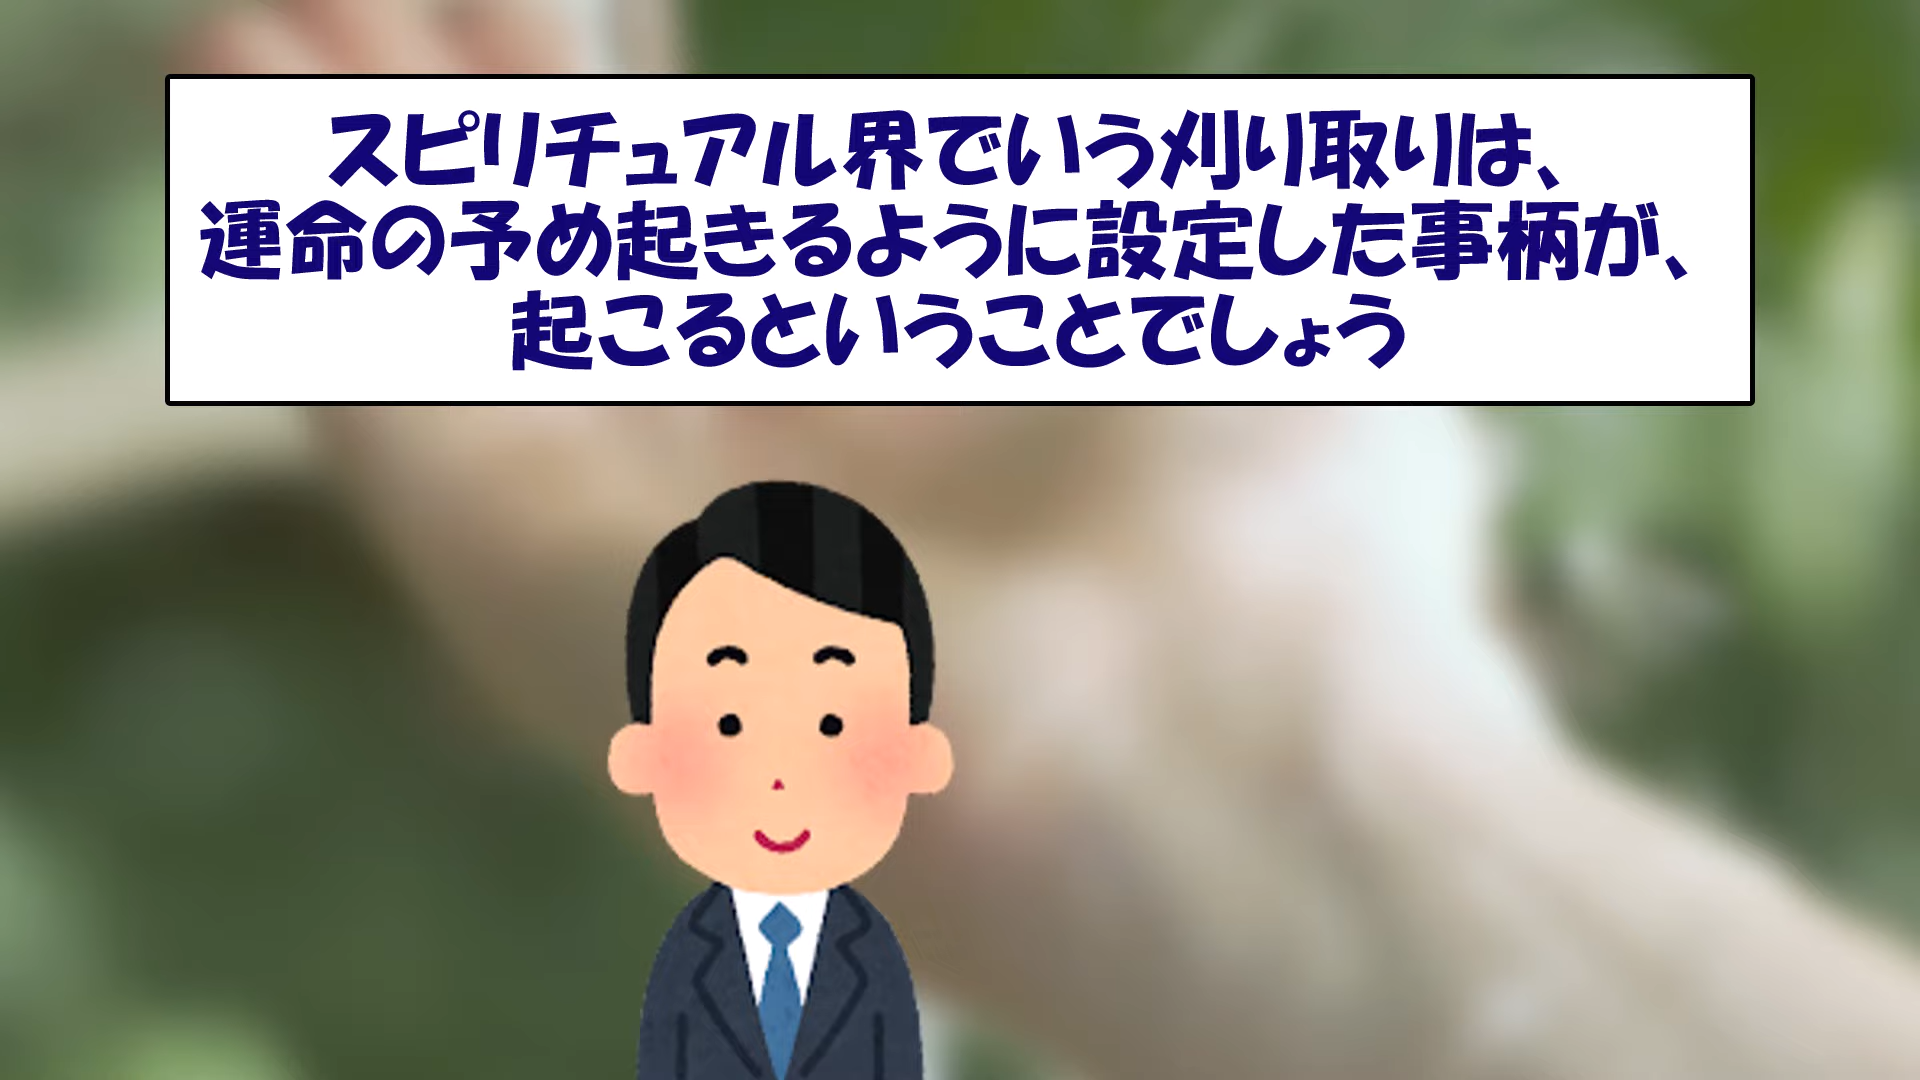 スピリチュアル界でいう刈り取りは、
運命の予め起きるように設定した事柄が、
起こるということでしょう